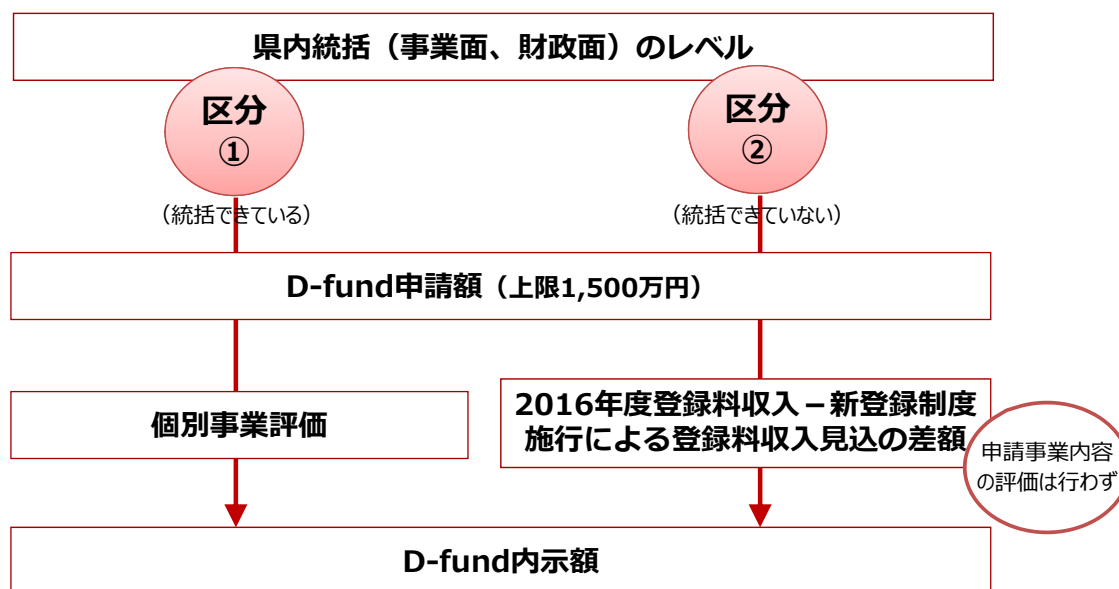 県内統括（事業面、財政面）のレベル
区分
①
区分
②
（統括できている）
（統括できていない）
D-fund申請額（上限1,500万円）
個別事業評価
2016年度登録料収入－新登録制度
施行による登録料収入見込の差額
申請事業内容
の評価は行わず
D-fund内示額